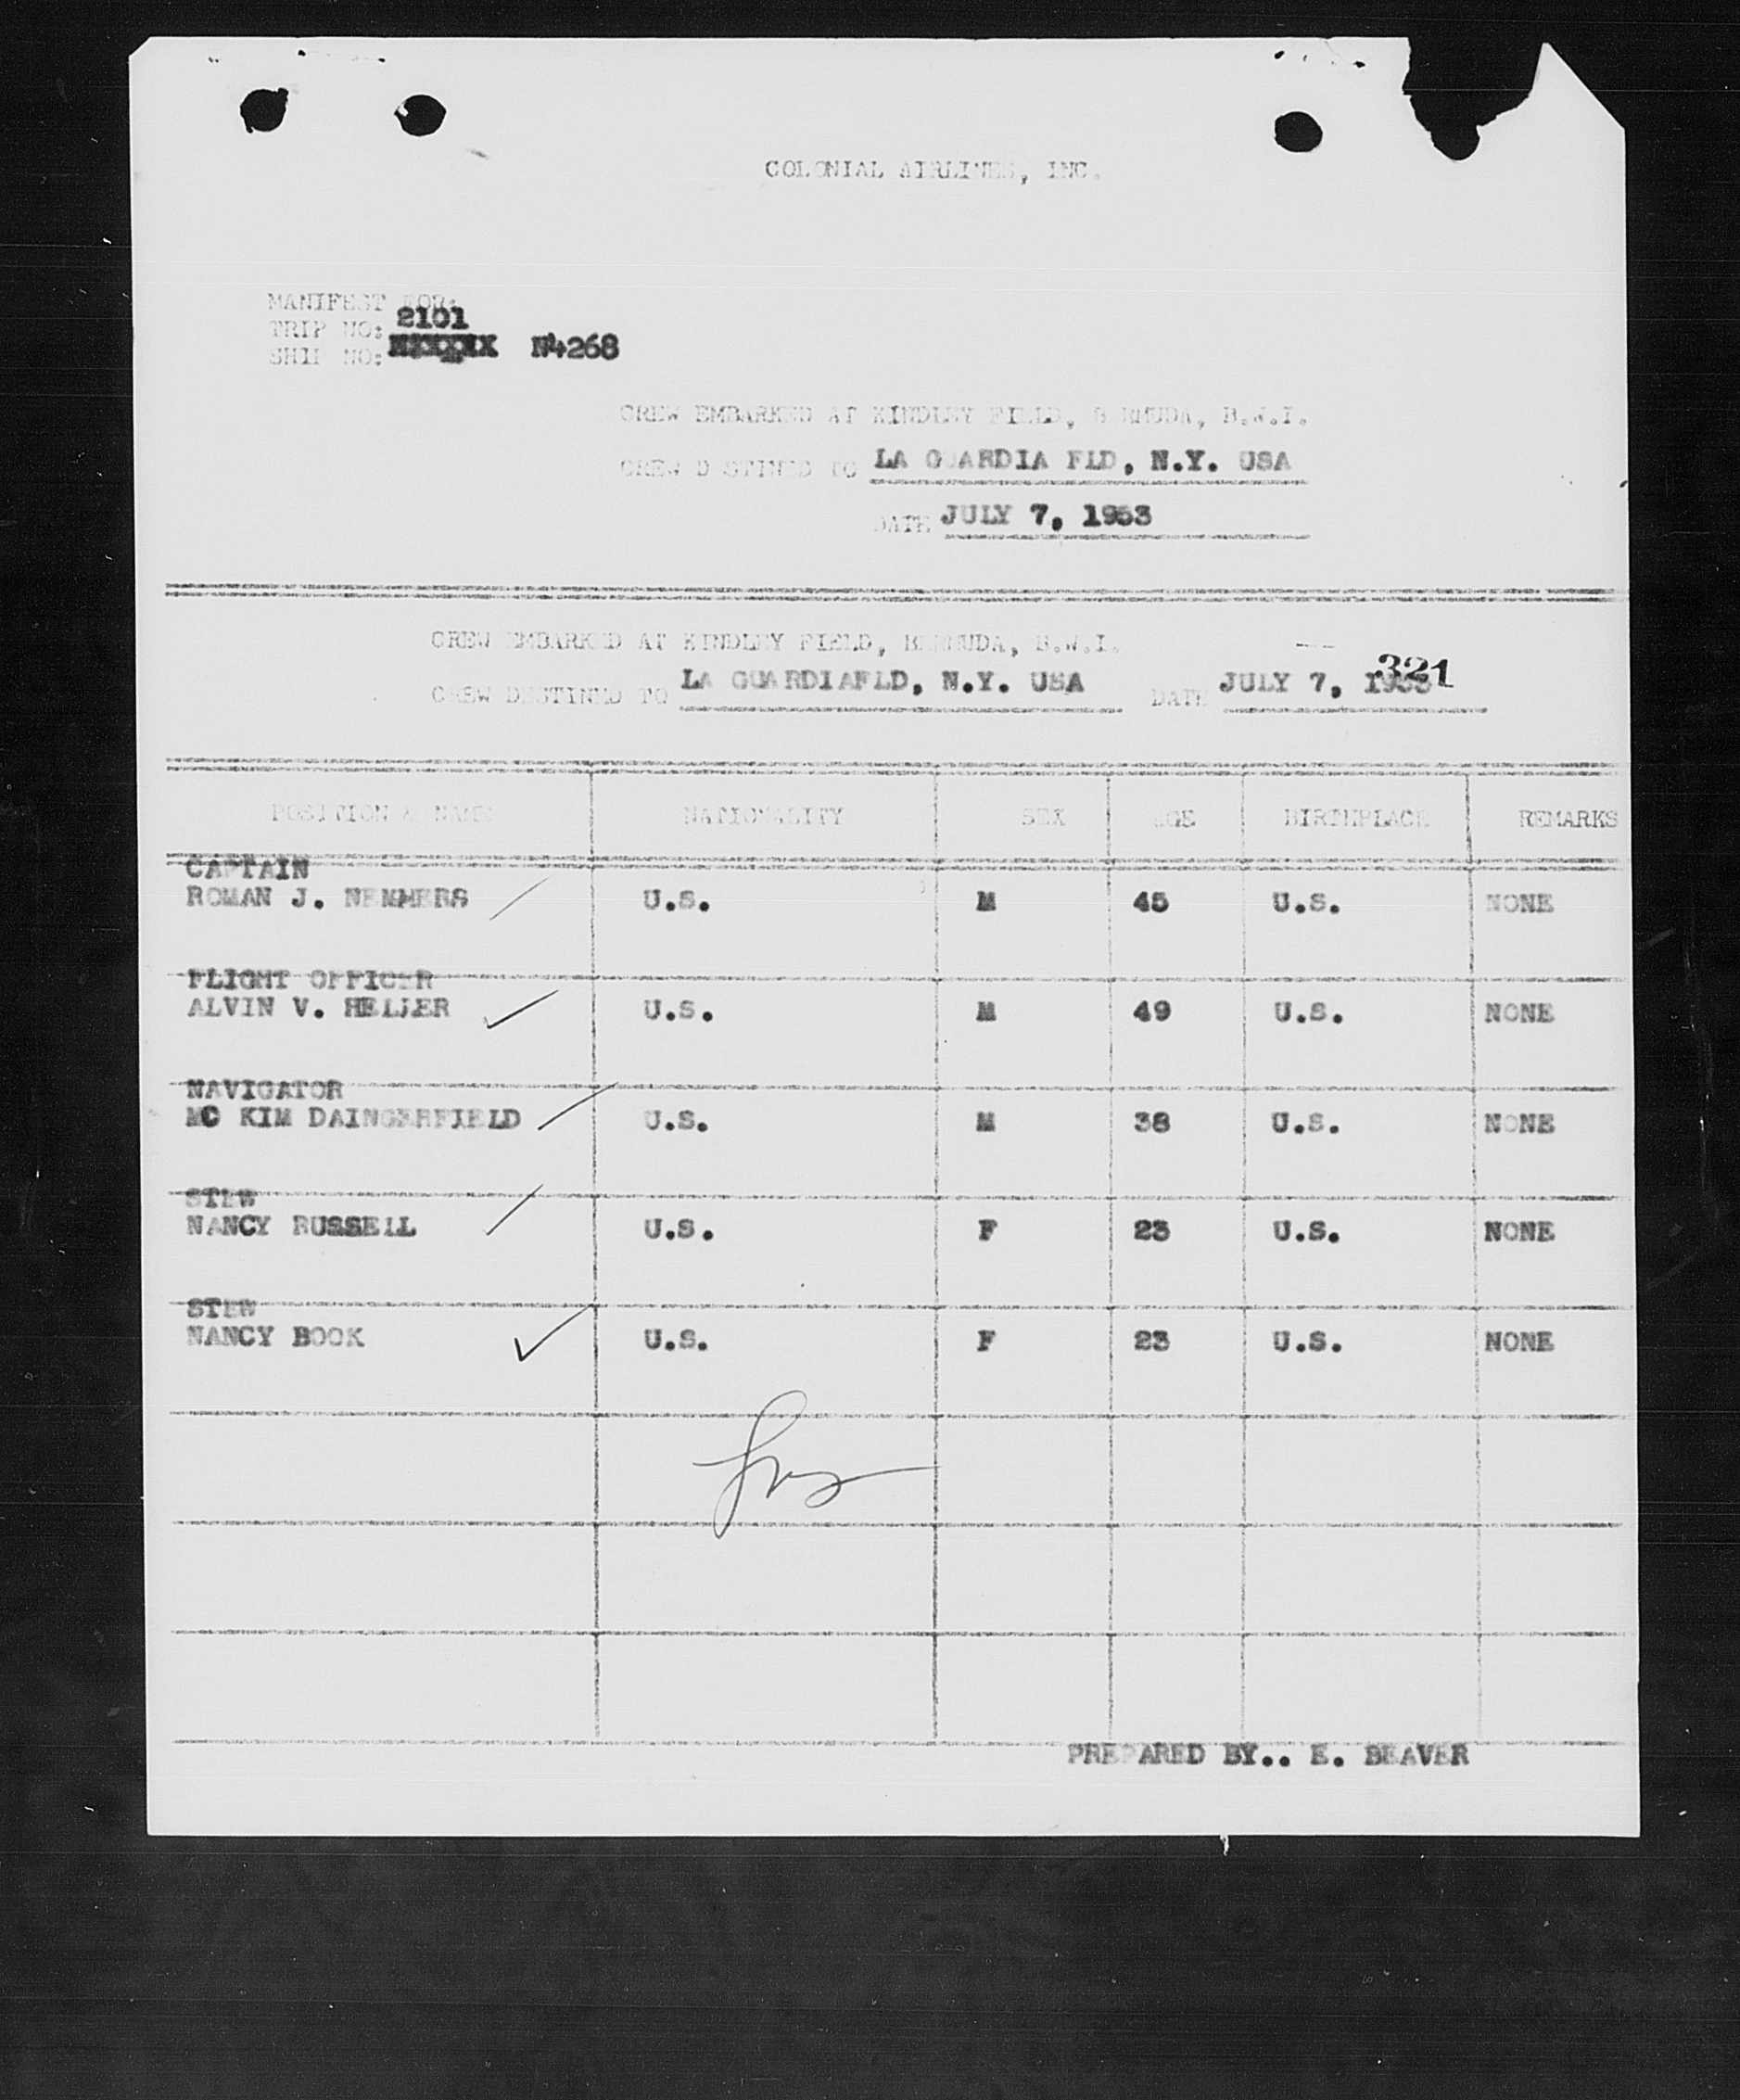 COLONIAL AIRLINES, INC.
MANIFEST FOR:
TRIP NO: 2101
SHIP NO: N4268
CREW EMBARKED AT KINDLEY FIELD, BERMUDA, B.W.I.
CREW DESTINED TO LA GUARDIA FLD, N.Y. USA
DATE JULY 7, 1953
CREW EMBARKED AT KINDLEY FIELD, BERMUDA, B.W.I.
321
CREW DESTINED TO LA GUARDIAFLD, N.Y. USA DATE JULY 7, 1953
POSITION & NAME NATIONALITY SEX AGE BIRTHPLACE REMARKS
CAPTAIN
ROMAN J. NEMMERS U.S. M 45 U.S. NONE
FLIGHT OFFICER
ALVIN V. HELJER U.S. M 49 U.S. NONE
NAVIGATOR
MC KIM DAINGERFIELD U.S. M 38 U.S. NONE
STEW
NANCY RUSSELL U.S. F 23 U.S. NONE
STEW
NANCY BOOK U.S. F 23 U.S. NONE
PREPARED BY.. E. BEAVER